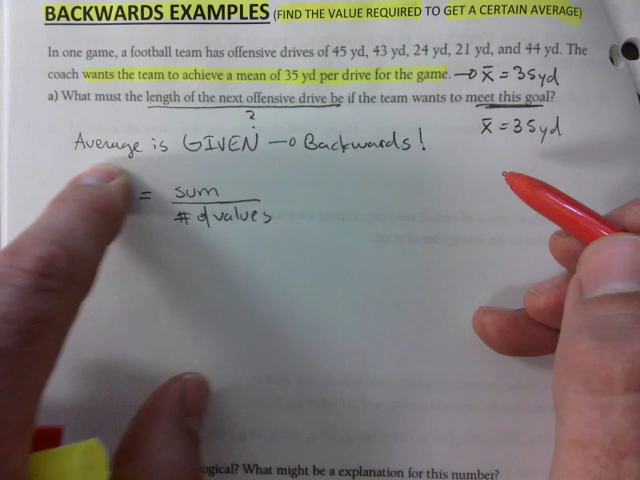 BACKWARDS EXAMPLES (FIND THE VALUE REQUIRED TO GET A CERTAIN AVERAGE)
In one game, a football team has offensive drives of 45 yd, 43 yd, 24 yd, 21 yd, and 44 yd. The
coach wants the team to achieve a mean of 35 yd per drive for the game. → x̄ = 35yd
a) What must the length of the next offensive drive be if the team wants to meet this goal?
?
x̄ = 35yd
Average is GIVEN → Backwards!
= sum
# of values
ogical? What might be a explanation for this number?